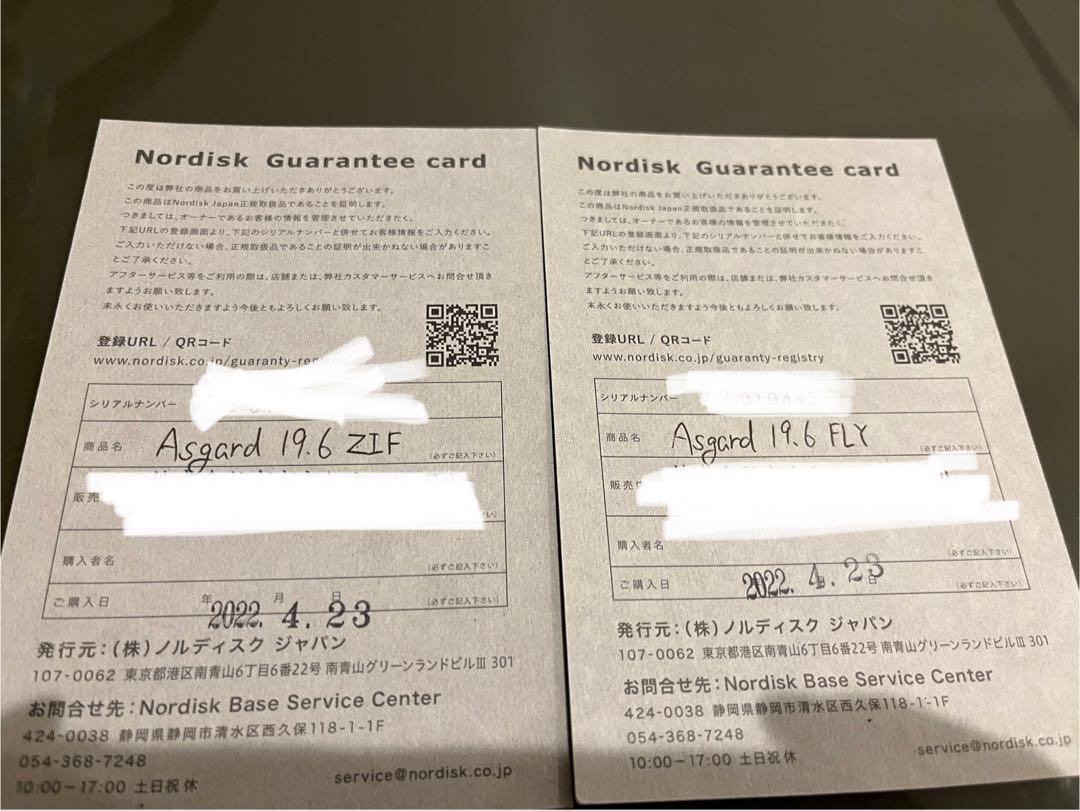 Nordisk Guarantee card
この度は弊社の商品をお買い上げいただきありがとうございます。
この商品はNordisk Japan正規取扱品であることを証明します。
つきましては、オーナーであるお客様の情報を管理させていただきたく、
下記URLの登録画面より、下記のシリアルナンバーと併せてお客様情報をご入力ください。
ご入力いただけない場合、正規取扱品であることの証明が出来かねない場合がありますこ
とご了承ください。
アフターサービス等をご利用の際は、店舗または、弊社カスタマーサービスへお問合せ頂き
ますようお願い致します。
末永くお使いいただきますよう今後ともよろしくお願い致します。
登録URL / QRコード
www.nordisk.co.jp/guaranty-reg
シリアルナンバー
商品名 Asgard 19.6 ZIF (必ずご記入下さい)
販売
購入者名 (必ずご記入下さい)
ご購入日 年 月 日 2022. 4. 23 (必ずご記入下さい)
発行元：(株)ノルディスク ジャパン
107-0062 東京都港区南青山6丁目6番22号 南青山グリーンランドビルⅢ 301
お問合せ先：Nordisk Base Service Center
424-0038 静岡県静岡市清水区西久保118-1-1F
054-368-7248
10:00－17:00 土日祝 休
service@nordisk.co.jp
Nordisk Guarantee card
この度は弊社の商品をお買い上げいただきありがとうございます。
この商品はNordisk Japan正規取扱品であることを証明します。
つきましては、オーナーであるお客様の情報を管理させていただきたく、
下記URLの登録画面より、下記のシリアルナンバーと併せてお客様情報をご入力ください。
ご入力いただけない場合、正規取扱品であることの証明が出来かねない場合がありますこ
とご了承ください。
アフターサービス等をご利用の際は、店舗または、弊社カスタマーサービスへお問合せ頂き
ますようお願い致します。
末永くお使いいただきますよう今後ともよろしくお願い致します。
登録URL / QRコード
www.nordisk.co.jp/guaranty-registry
シリアルナンバー
商品名 Asgard 19.6 FLY (必ずご記入下さい)
販売
購入者名 (必ずご記入下さい)
ご購入日 2022. 4. 23 月 日 (必ずご記入下さい)
発行元：(株)ノルディスク ジャパン
107-0062 東京都港区南青山6丁目6番22号 南青山グリーンランドビルⅢ 301
お問合せ先：Nordisk Base Service Center
424-0038 静岡県静岡市清水区西久保118-1-1F
054-368-7248
10:00－17:00 土日祝 休
service@nordisk.co.jp